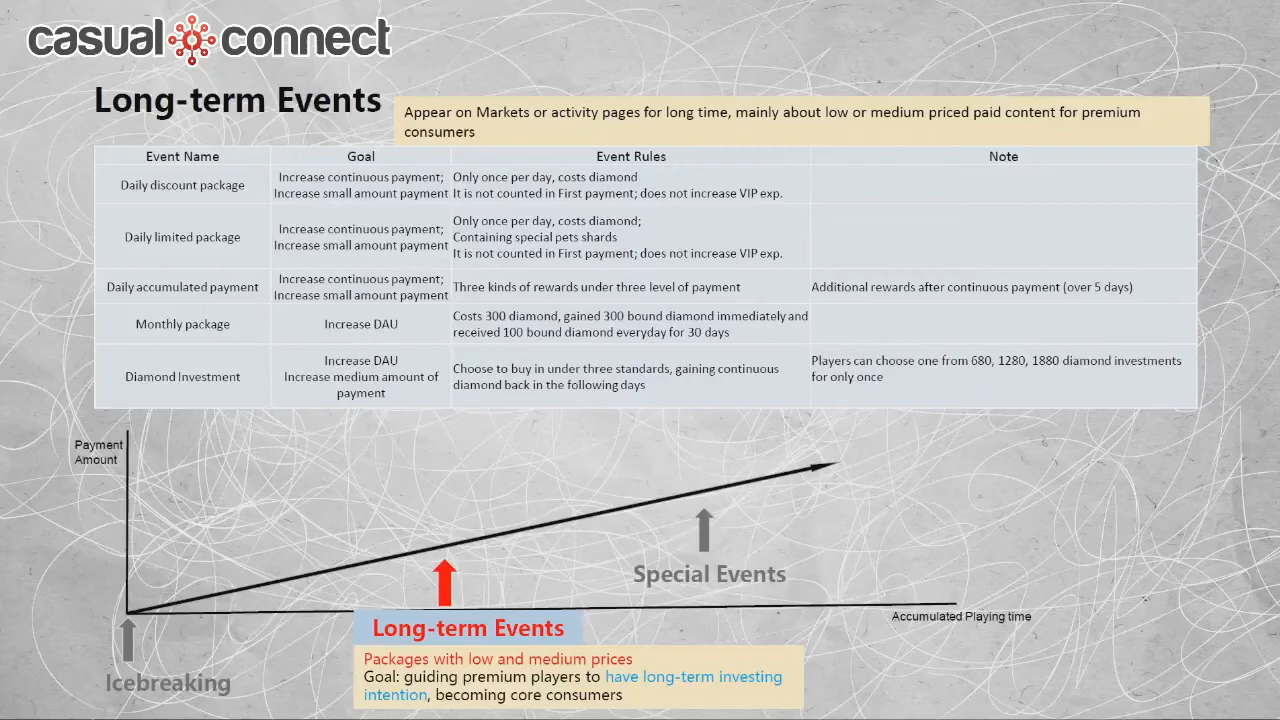 casual connect
Long-term Events
Appear on Markets or activity pages for long time, mainly about low or medium priced paid content for premium
consumers
Event Name Goal Event Rules Note
Daily discount package
Increase continuous payment;
Increase small amount payment
Only once per day, costs diamond
It is not counted in First payment; does not increase VIP exp.
Daily limited package
Increase continuous payment;
Increase small amount payment
Only once per day, costs diamond;
Containing special pets shards
It is not counted in First payment; does not increase VIP exp.
Daily accumulated payment
Increase continuous payment;
Increase small amount payment
Three kinds of rewards under three level of payment
Additional rewards after continuous payment (over 5 days)
Monthly package
Increase DAU
Costs 300 diamond, gained 300 bound diamond immediately and
received 100 bound diamond everyday for 30 days
Diamond Investment
Increase DAU
Increase medium amount of
payment
Choose to buy in under three standards, gaining continuous
diamond back in the following days
Players can choose one from 680, 1280, 1880 diamond investments
for only once
Payment
Amount
Special Events
Accumulated Playing time
Long-term Events
Icebreaking
Packages with low and medium prices
Goal: guiding premium players to have long-term investing
intention, becoming core consumers